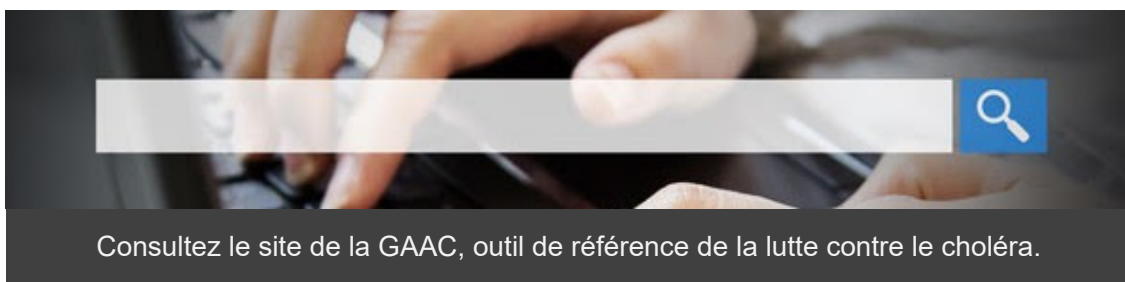 Consultez le site de la GAAC, outil de référence de la lutte contre le choléra.